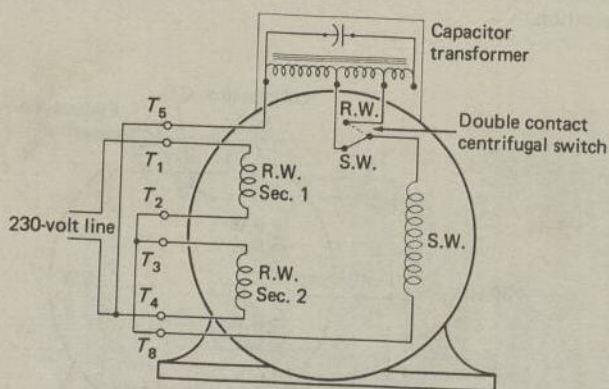 Capacitor
transformer
R.W.
Double contact
centrifugal switch
S.W.
T5
T1
R.W.
Sec. 1
T2
230-volt line
T3
S.W.
R.W.
Sec. 2
T4
T8